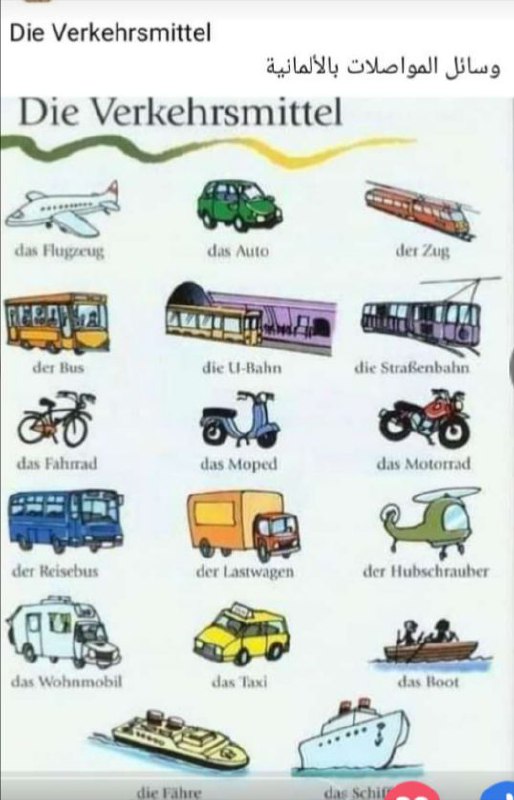 Die Verkehrsmittel
وسائل المواصلات بالألمانية
Die Verkehrsmittel
das Flugzeug das Auto der Zug
der Bus die U-Bahn die Straßenbahn
das Fahrrad das Moped das Motorrad
der Reisebus der Lastwagen der Hubschrauber
das Wohnmobil das Taxi das Boot
die Fähre das Schiff